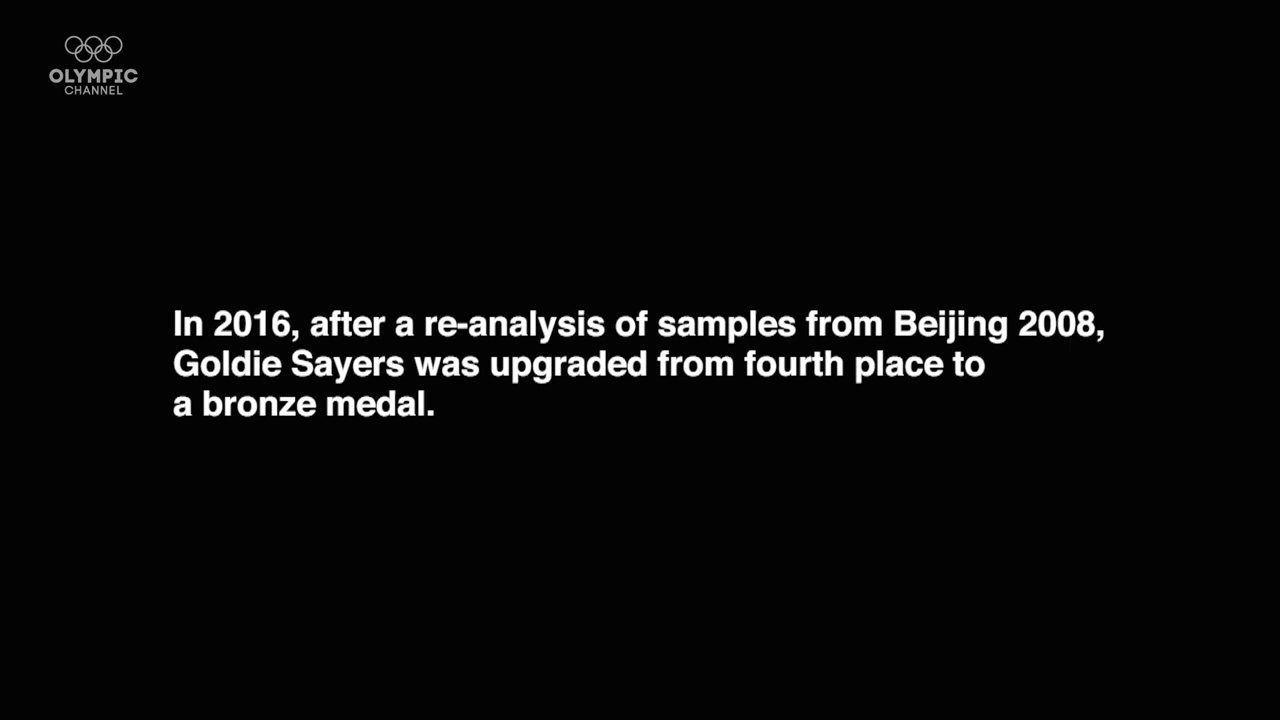 OLYMPIC
CHANNEL
In 2016, after a re-analysis of samples from Beijing 2008,
Goldie Sayers was upgraded from fourth place to
a bronze medal.